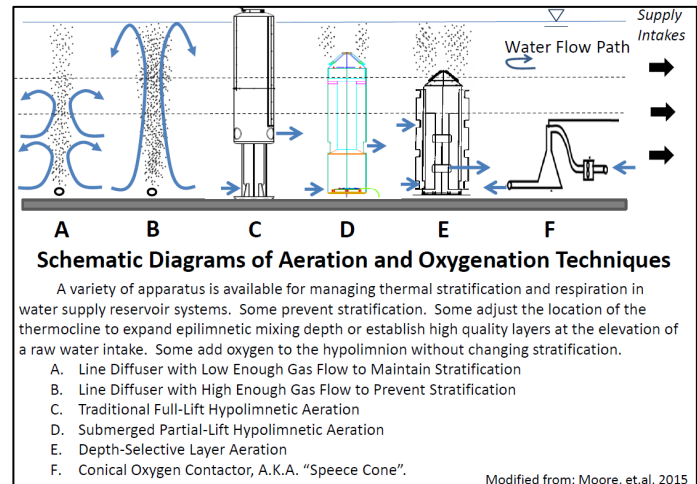 Supply
Intakes
Water Flow Path
A B C D E F
Schematic Diagrams of Aeration and Oxygenation Techniques
A variety of apparatus is available for managing thermal stratification and respiration in
water supply reservoir systems. Some prevent stratification. Some adjust the location of the
thermocline to expand epilimnetic mixing depth or establish high quality layers at the elevation of
a raw water intake. Some add oxygen to the hypolimnion without changing stratification.
A. Line Diffuser with Low Enough Gas Flow to Maintain Stratification
B. Line Diffuser with High Enough Gas Flow to Prevent Stratification
C. Traditional Full-Lift Hypolimnetic Aeration
D. Submerged Partial-Lift Hypolimnetic Aeration
E. Depth-Selective Layer Aeration
F. Conical Oxygen Contactor, A.K.A. “Speece Cone”.
Modified from: Moore, et.al. 2015